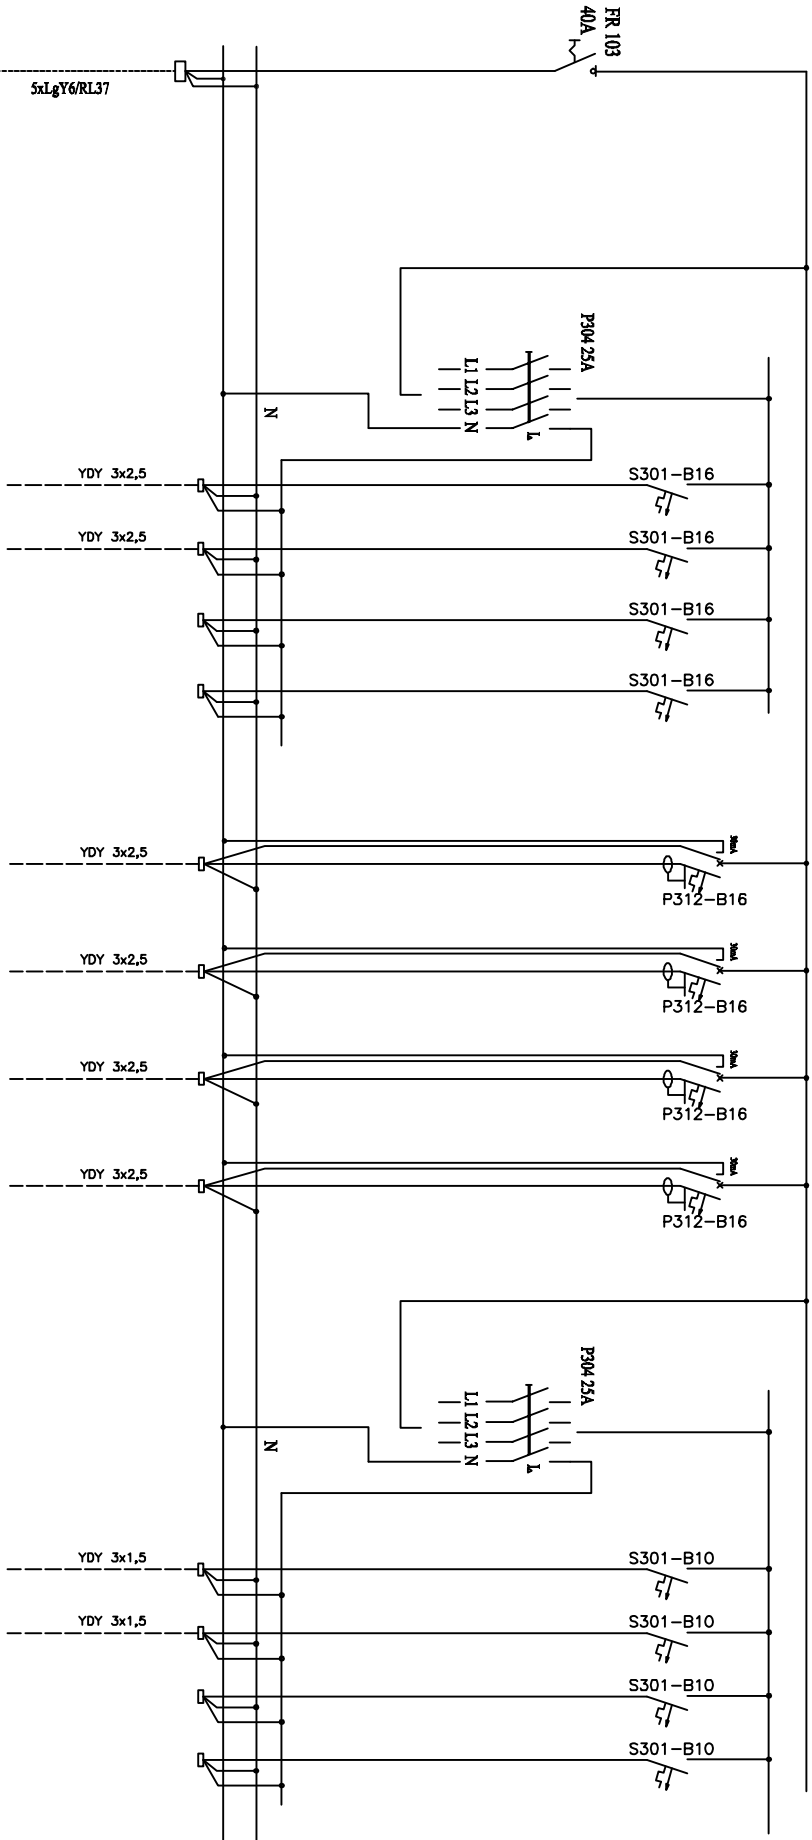 FR 103
40A
5xLgY6/RL37
P304 25A
L1 L2 L3 N
L
N
YDY 3x2,5
S301-B16
YDY 3x2,5
S301-B16
S301-B16
S301-B16
30mA
YDY 3x2,5
P312-B16
30mA
YDY 3x2,5
P312-B16
30mA
YDY 3x2,5
P312-B16
30mA
YDY 3x2,5
P312-B16
P304 25A
L1 L2 L3 N
L
N
YDY 3x1,5
S301-B10
YDY 3x1,5
S301-B10
S301-B10
S301-B10